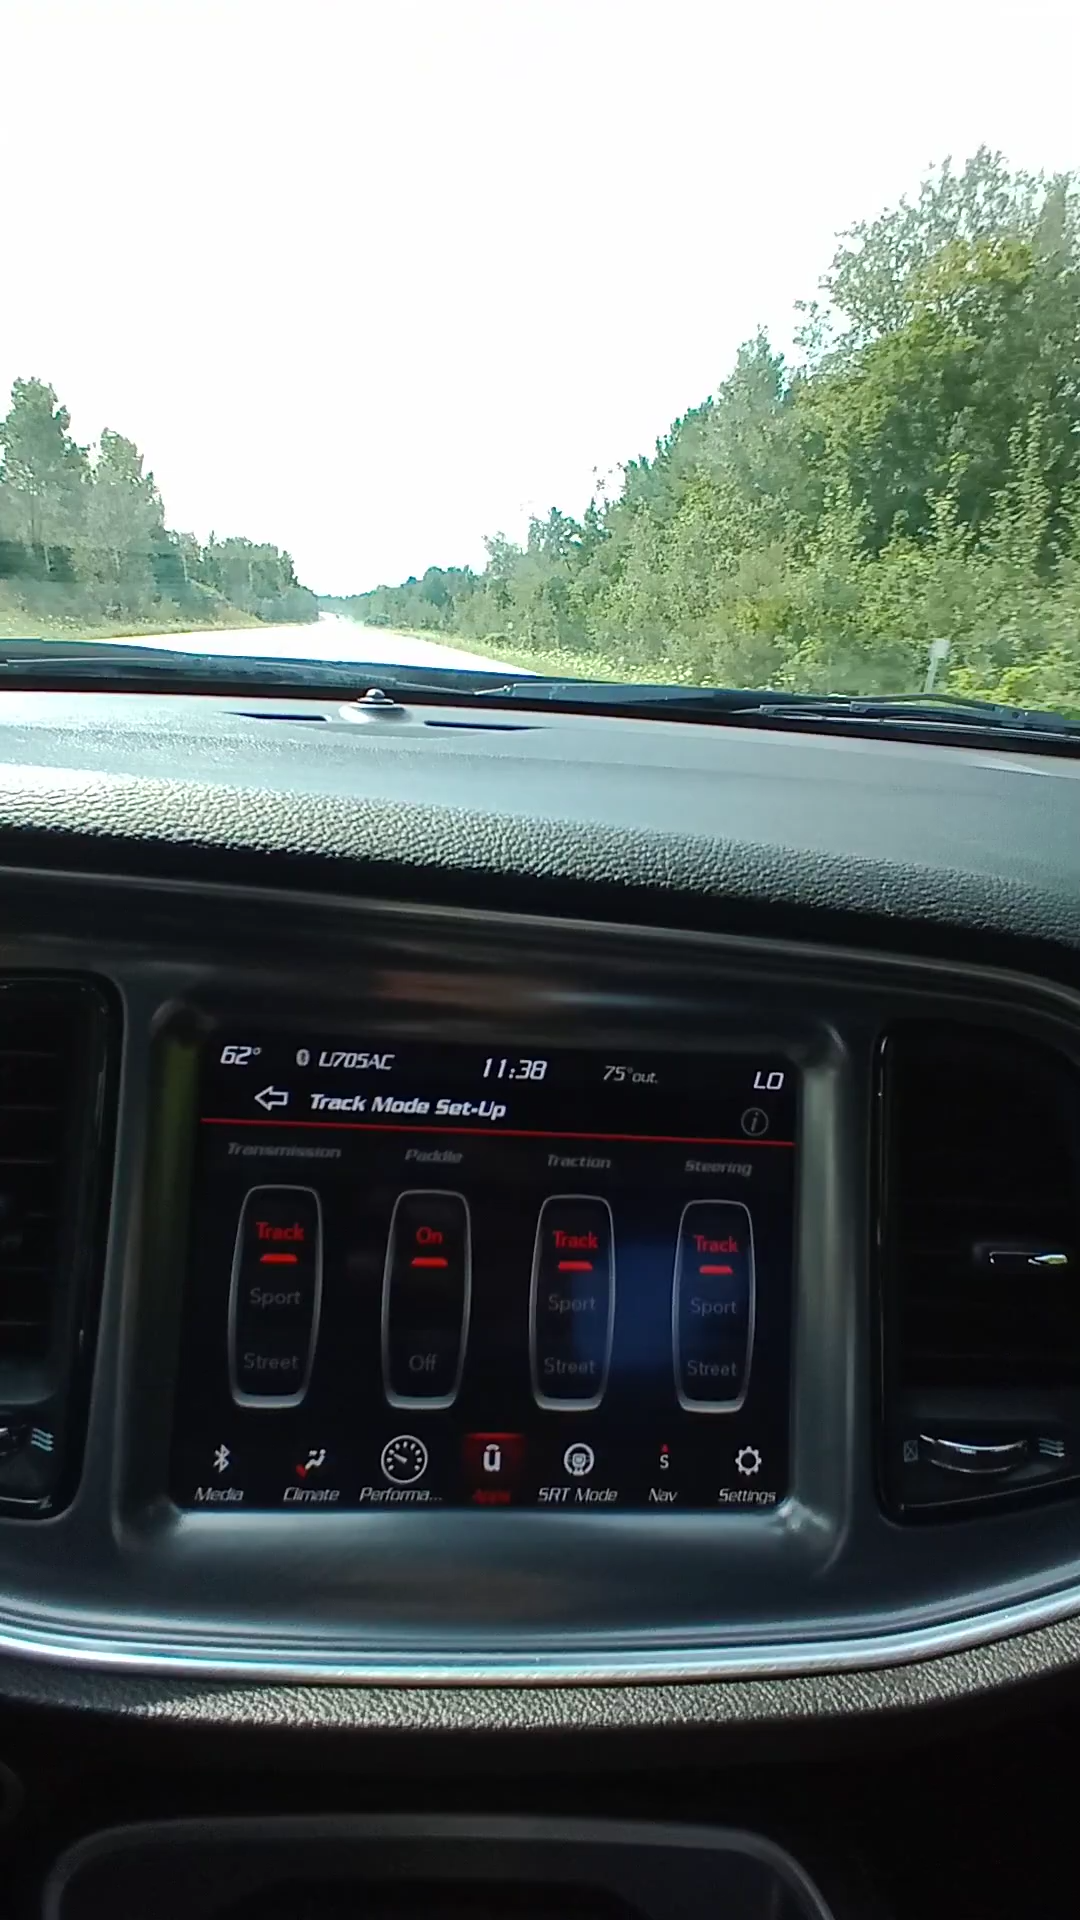 62° U705AC 11:38 75°out. LO
Track Mode Set-Up
Transmission Paddle Traction Steering
Track On Track Track
Sport Sport Sport
Street Off Street Street
S
Media Climate Performa... Apps SRT Mode Nav Settings